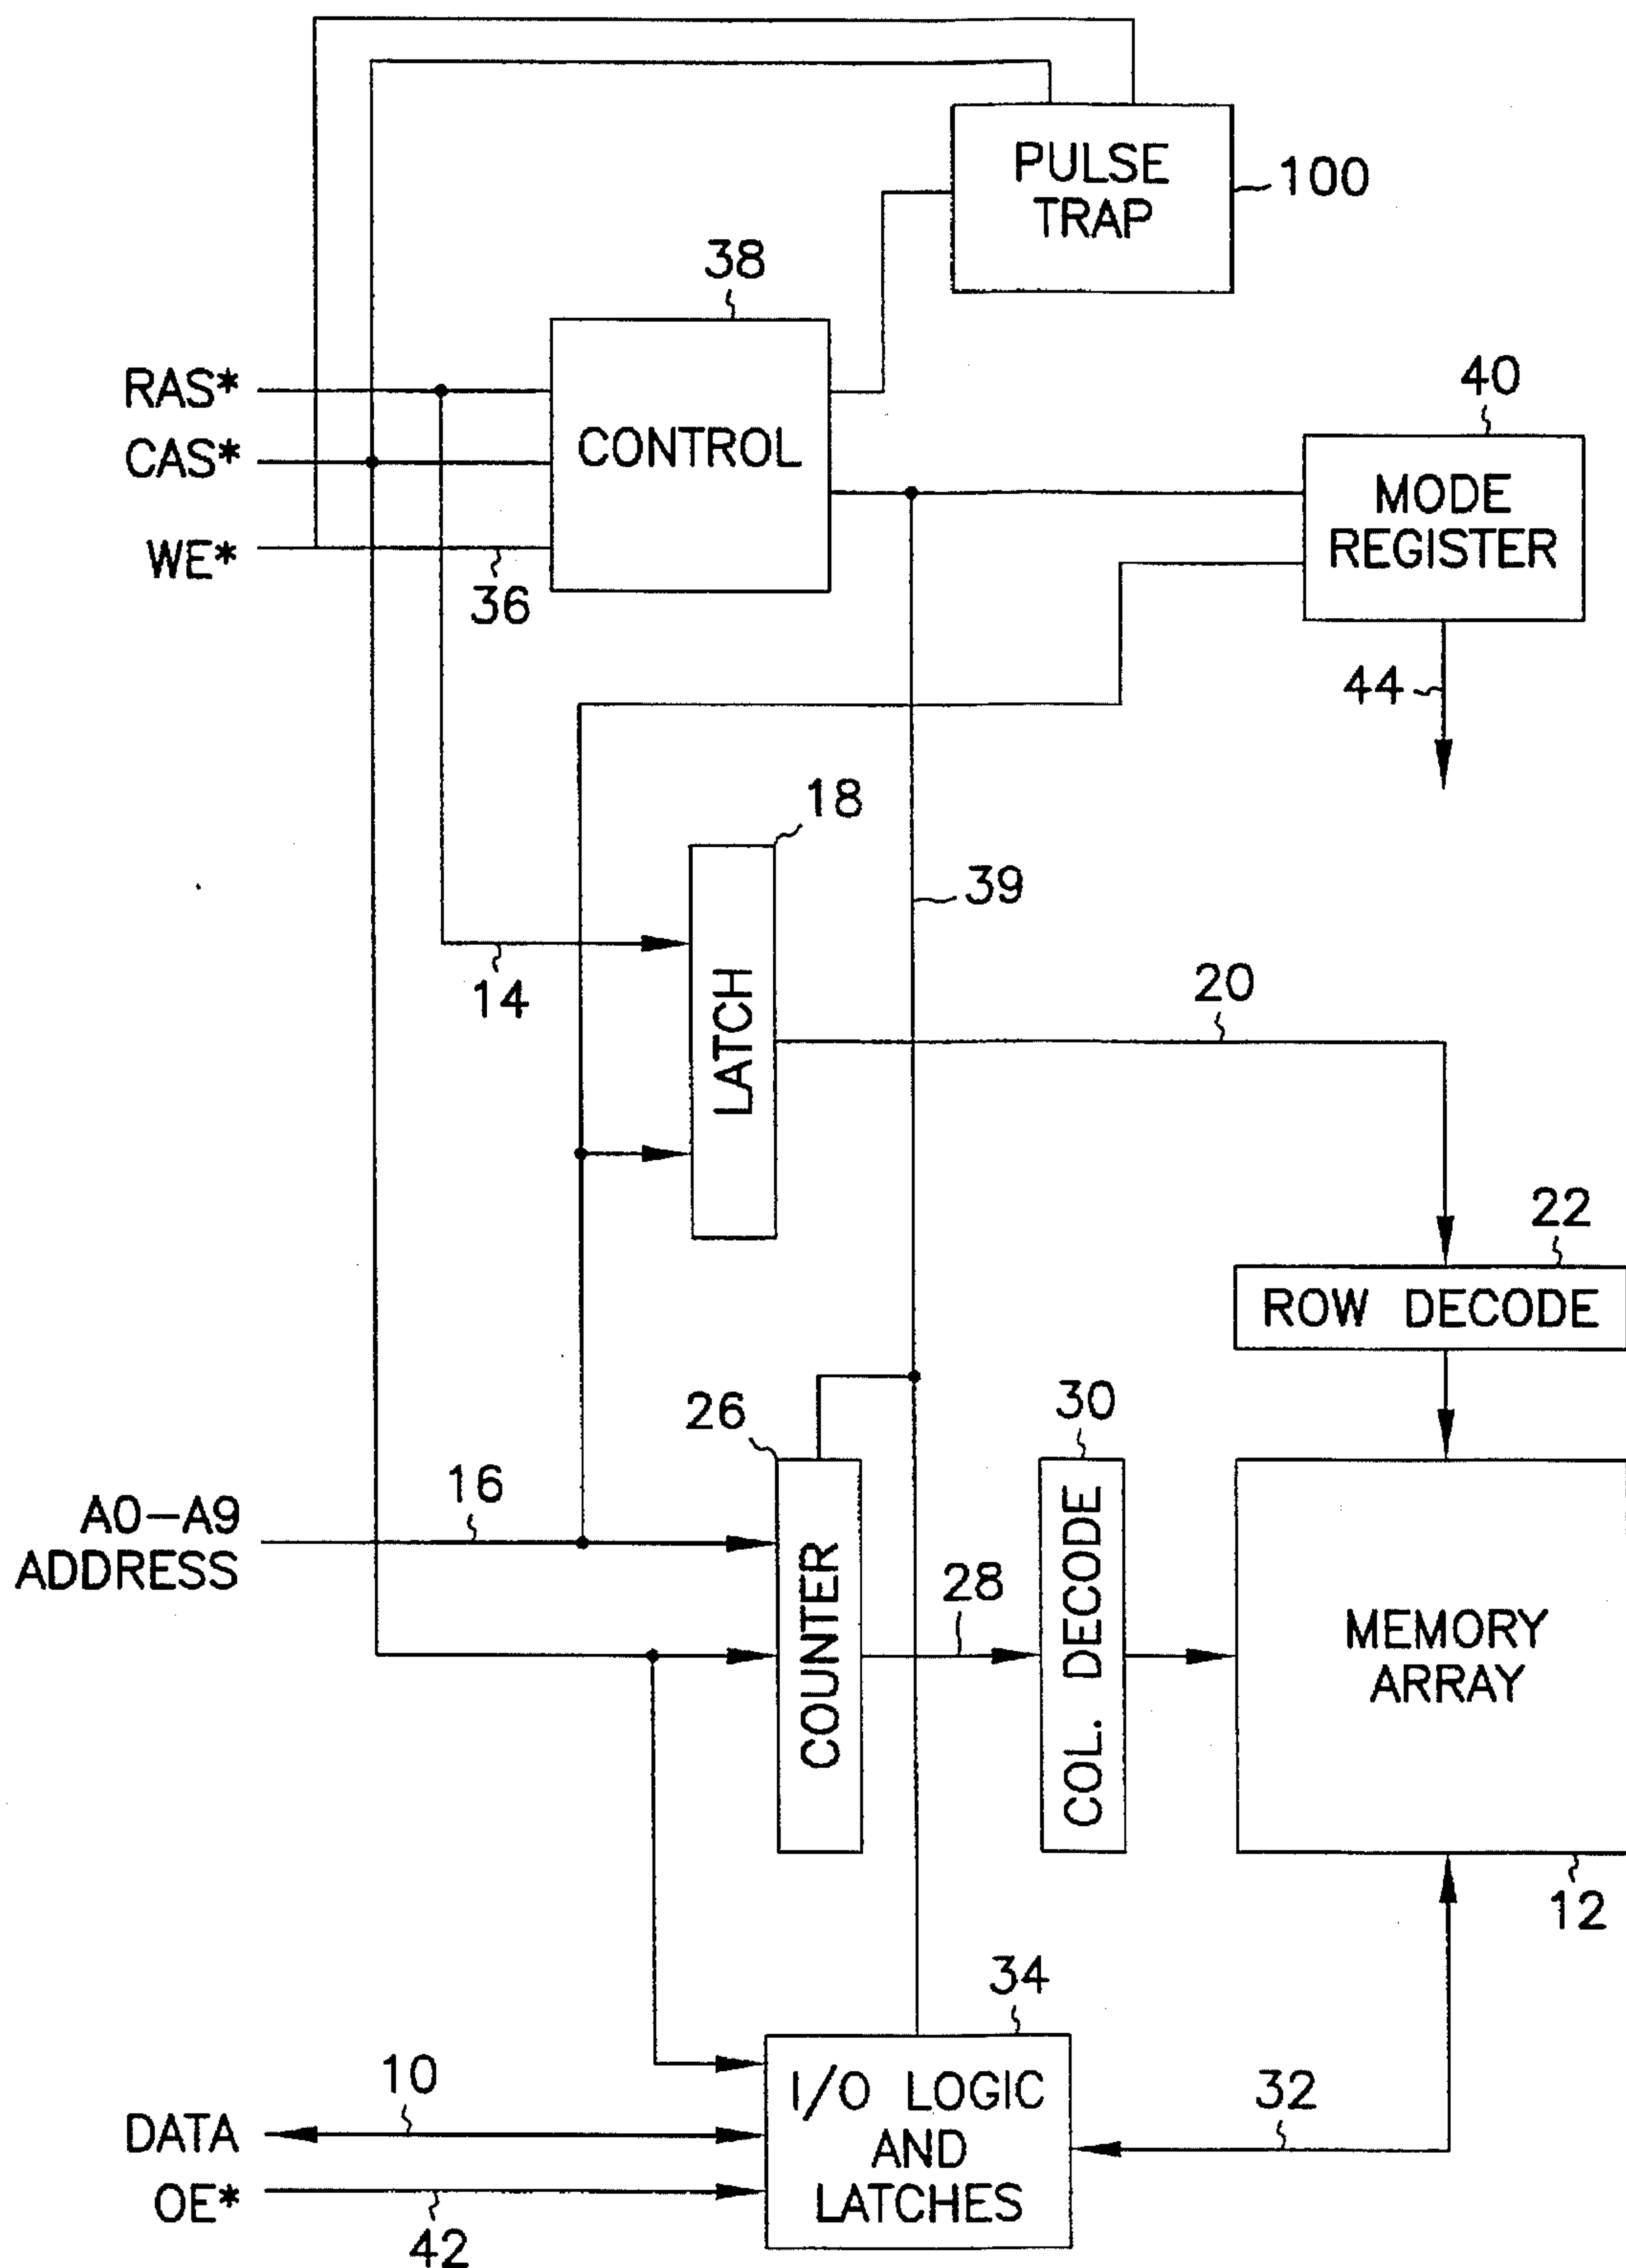 PULSE
TRAP
100
38
RAS*
CAS*
WE*
CONTROL
36
40
MODE
REGISTER
44
18
39
14
LATCH
20
22
ROW DECODE
26
30
A0-A9
ADDRESS
16
COUNTER
28
COL. DECODE
MEMORY
ARRAY
12
34
10
I/O LOGIC
AND
LATCHES
32
DATA
OE*
42